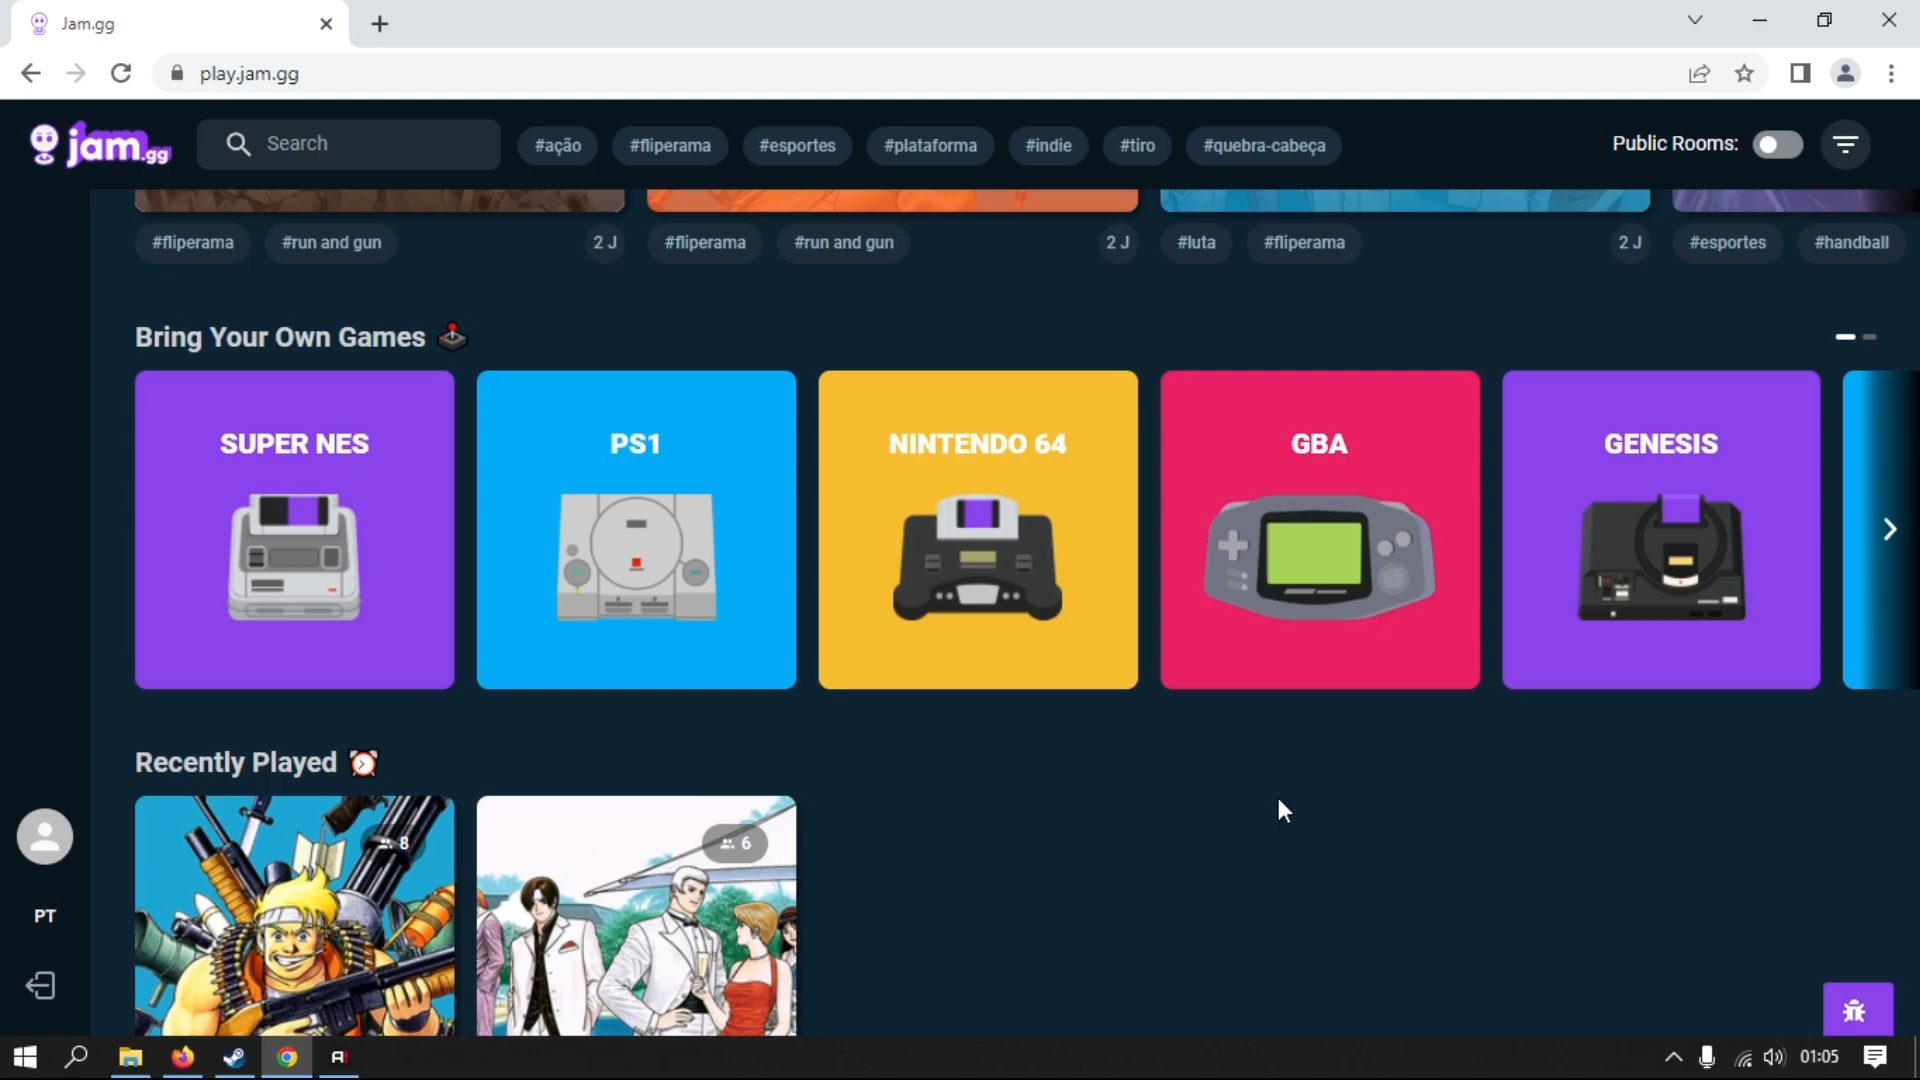 Jam.gg
play.jam.gg
jam.gg
Search
#ação
#fliperama
#esportes
#plataforma
#indie
#tiro
#quebra-cabeça
Public Rooms:
#fliperama
#run and gun
2 J
#fliperama
#run and gun
2 J
#luta
#fliperama
2 J
#esportes
#handball
Bring Your Own Games
SUPER NES
PS1
NINTENDO 64
GBA
GENESIS
Recently Played
8
6
PT
A!
01:05